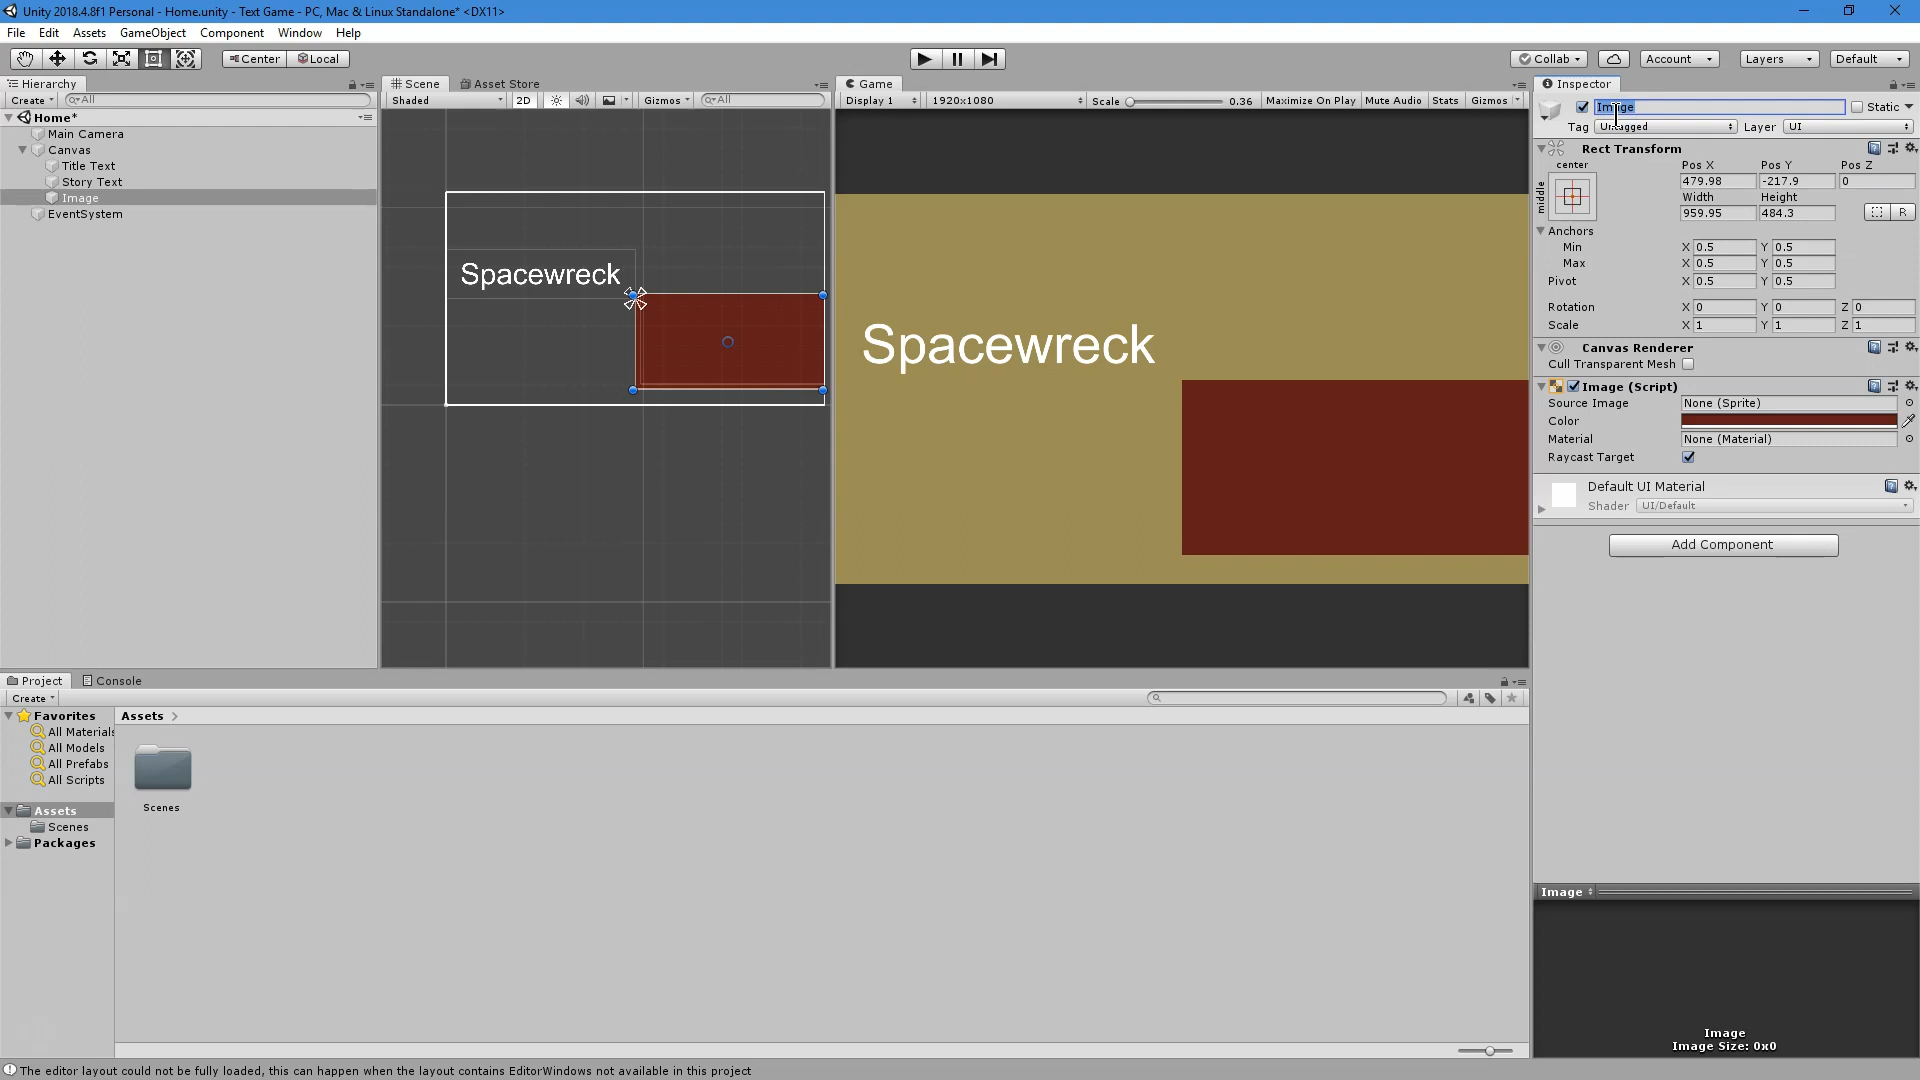 Unity 2018.4.8f1 Personal - Home.unity - Text Game - PC, Mac & Linux Standalone* <DX11>
File Edit Assets GameObject Component Window Help
Center Local Collab Account Layers Default
Hierarchy
Create All
Home*
Main Camera
Canvas
Title Text
Story Text
Image
EventSystem
Scene Asset Store
Shaded 2D Gizmos All
Spacewreck
Game
Display 1 1920x1080 Scale 0.36 Maximize On Play Mute Audio Stats Gizmos
Spacewreck
Inspector
Image Static
Tag Untagged Layer UI
Rect Transform
center Pos X Pos Y Pos Z
middle 479.98 -217.9 0
Width Height
959.95 484.3 R
Anchors
Min X 0.5 Y 0.5
Max X 0.5 Y 0.5
Pivot X 0.5 Y 0.5
Rotation X 0 Y 0 Z 0
Scale X 1 Y 1 Z 1
Canvas Renderer
Cull Transparent Mesh
Image (Script)
Source Image None (Sprite)
Color
Material None (Material)
Raycast Target
Default UI Material
Shader UI/Default
Add Component
Image
Image
Image Size: 0x0
Project Console
Create
Favorites
All Materials
All Models
All Prefabs
All Scripts
Assets
Scenes
Packages
Assets
Scenes
The editor layout could not be fully loaded, this can happen when the layout contains EditorWindows not available in this project